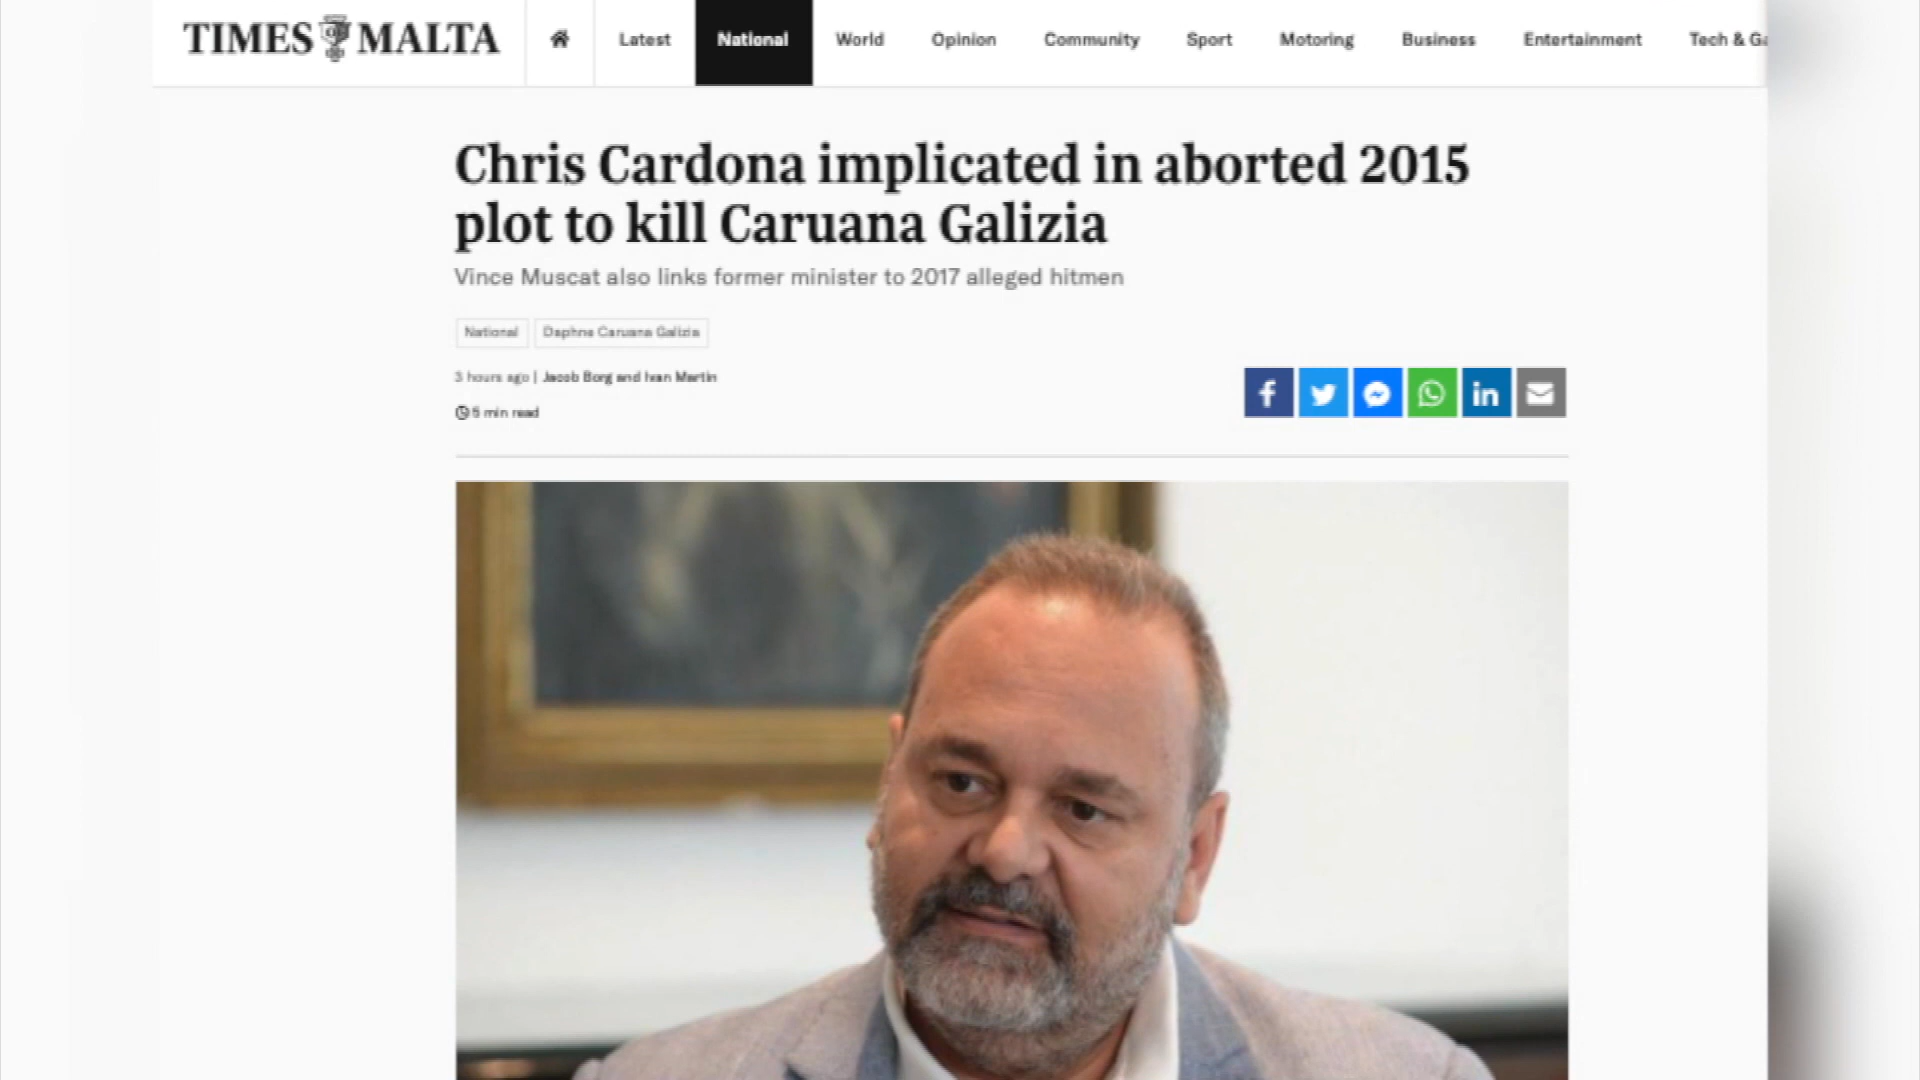 TIMES MALTA
Latest National World Opinion Community Sport Motoring Business Entertainment Tech &
Chris Cardona implicated in aborted 2015
plot to kill Caruana Galizia
Vince Muscat also links former minister to 2017 alleged hitmen
National Daphne Caruana Galizia
3 hours ago | Jacob Borg and Ivan Martin
5 min read